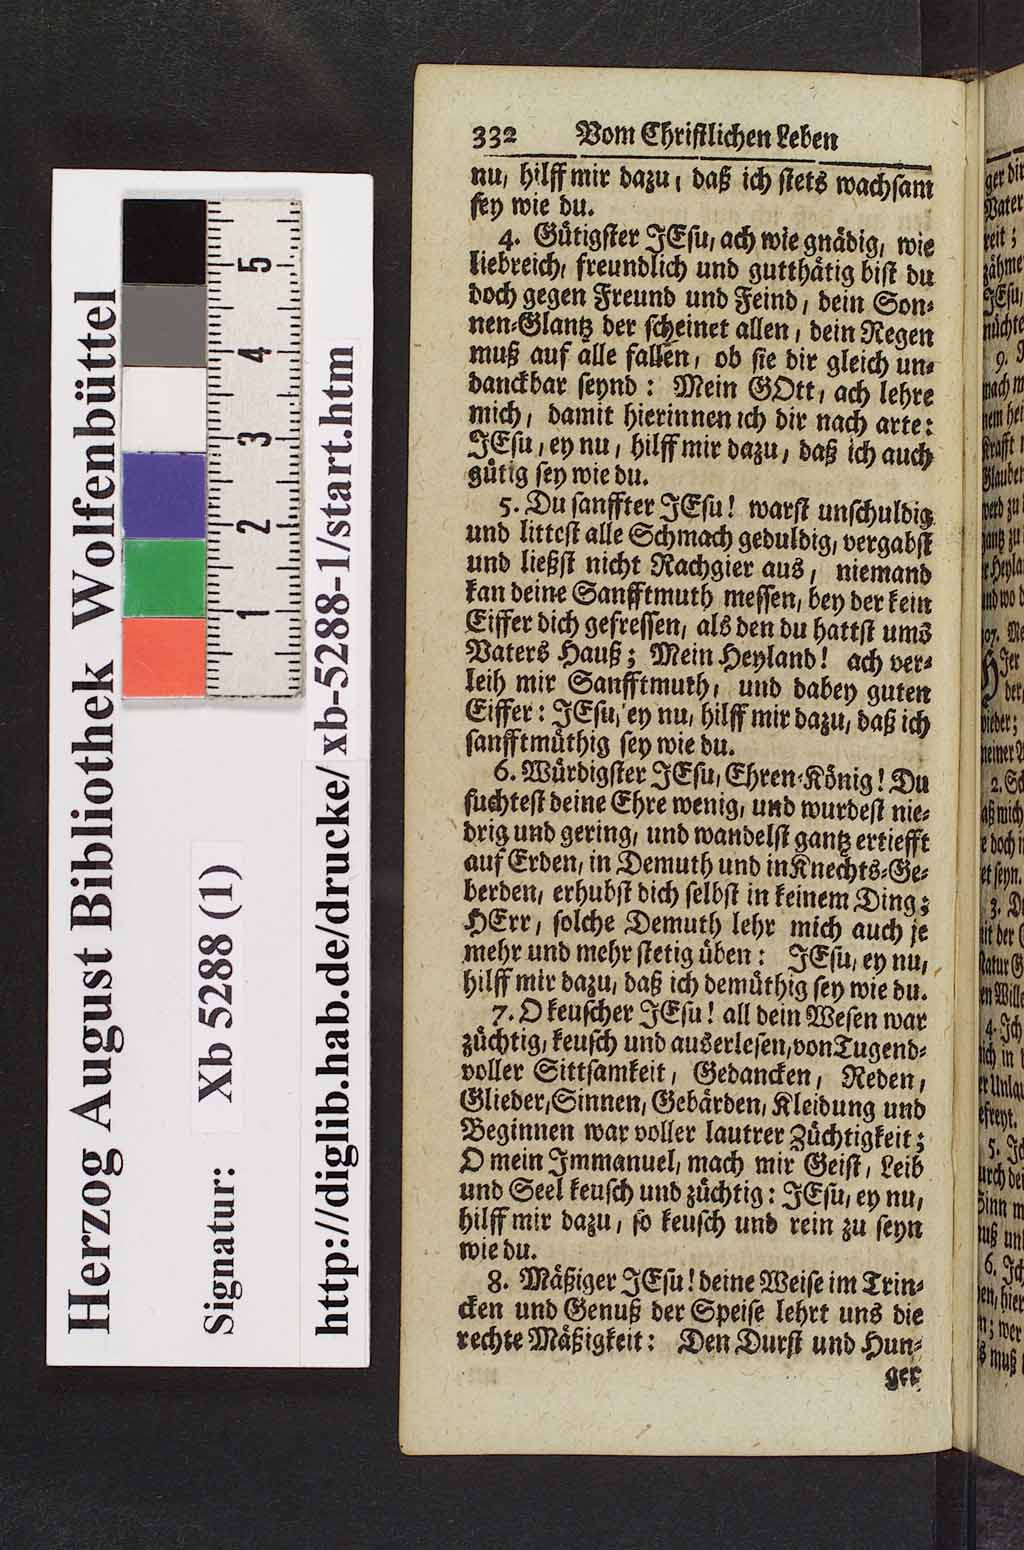 Herzog August Bibliothek Wolfenbüttel
Signatur: Xb 5288 (1)
http://diglib.hab.de/drucke/ xb-5288-1/start.htm
5
4
3
2
1
332 Vom Christlichen Leben
nu, hilff mir dazu, daß ich stets wachsam
sey wie du.
4. Gütigster JEsu, ach wie gnädig, wie
liebreich, freundlich und gutthätig bist du
doch gegen Freund und Feind, dein Son-
nen-Glantz der scheinet allen, dein Regen
muß auf alle fallen, ob sie dir gleich un-
danckbar seynd: Mein GOtt, ach lehre
mich, damit hierinnen ich dir nach arte:
JEsu, ey nu, hilff mir dazu, daß ich auch
gütig sey wie du.
5. Du sanffter JEsu! warst unschuldig
und littest alle Schmach geduldig, vergabst
und ließst nicht Rachgier aus, niemand
kan deine Sanfftmuth messen, bey der kein
Eiffer dich gefressen, als den du hattst ums
Vaters Hauß; Mein Heyland! ach ver-
leih mir Sanfftmuth, und dabey guten
Eiffer: JEsu, ey nu, hilff mir dazu, daß ich
sanfftmüthig sey wie du.
6. Würdigster JEsu, Ehren-König! Du
suchtest deine Ehre wenig, und wurdest nie-
drig und gering, und wandelst gantz ertiefft
auf Erden, in Demuth und in Knechts-Ge-
berden, erhubst dich selbst in keinem Ding;
HErr, solche Demuth lehr mich auch je
mehr und mehr stetig üben: JEsu, ey nu,
hilff mir dazu, daß ich demüthig sey wie du.
7. O keuscher JEsu! all dein Wesen war
züchtig, keusch und auserlesen, von Tugend-
voller Sittsamkeit, Gedancken, Reden,
Glieder, Sinnen, Gebärden, Kleidung und
Beginnen war voller lautrer Züchtigkeit;
O mein Immanuel, mach mir Geist, Leib
und Seel keusch und züchtig: JEsu, ey nu,
hilff mir dazu, so keusch und rein zu seyn
wie du.
8. Mäßiger JEsu! deine Weise im Trin-
cken und Genuß der Speise lehrt uns die
rechte Mäßigkeit: Den Durst und Hun-
ger